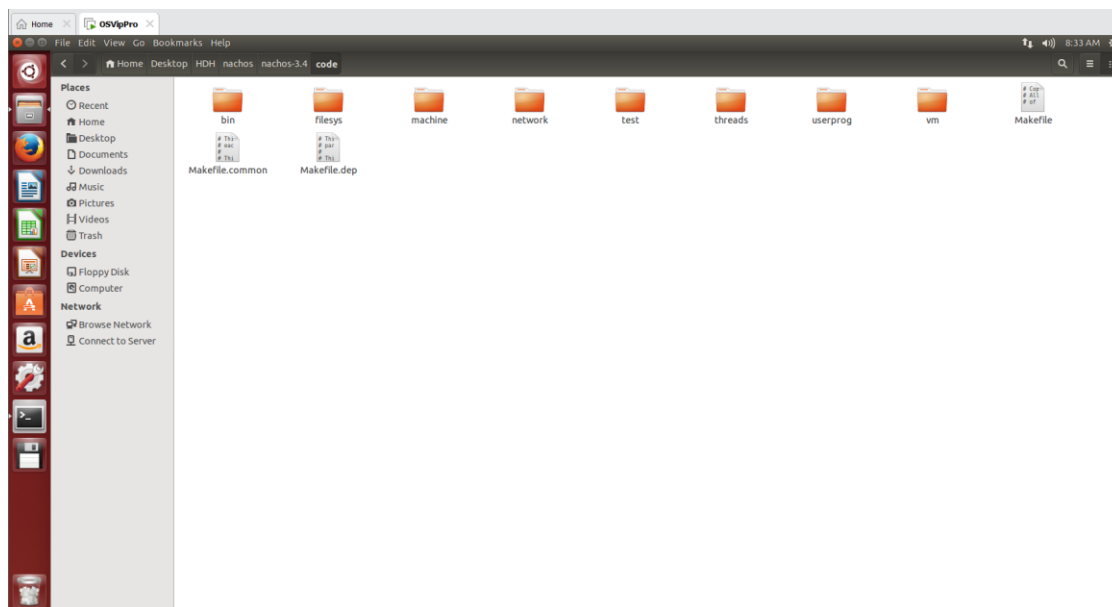 Home OSVipPro
File Edit View Go Bookmarks Help 8:33 AM
Home Desktop HDH nachos nachos-3.4 code
Places
Recent
Home
Desktop
Documents
Downloads
Music
Pictures
Videos
Trash
Devices
Floppy Disk
Computer
Network
Browse Network
Connect to Server
bin filesys machine network test threads userprog vm Makefile
Makefile.common Makefile.dep